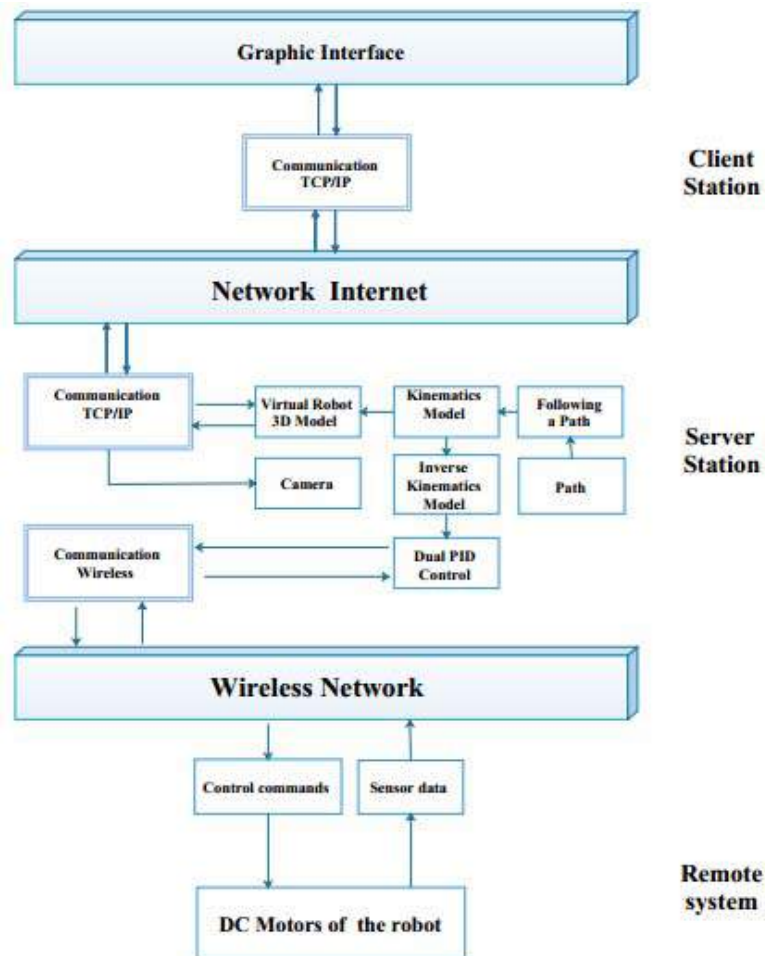 Graphic Interface
Communication
TCP/IP
Client
Station
Network Internet
Communication
TCP/IP
Virtual Robot
3D Model
Kinematics
Model
Following
a Path
Server
Station
Camera
Inverse
Kinematics
Model
Path
Communication
Wireless
Dual PID
Control
Wireless Network
Control commands
Sensor data
Remote
system
DC Motors of the robot